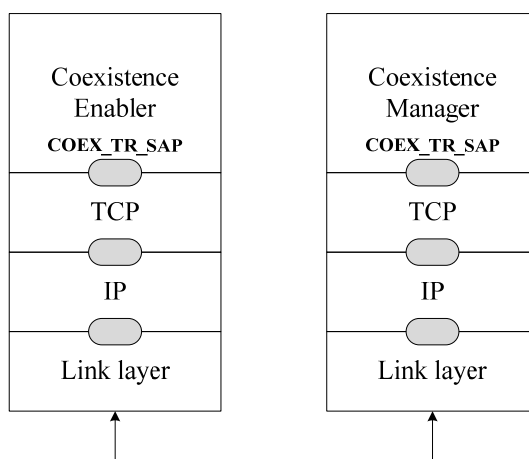 Coexistence
Enabler
COEX_TR_SAP
TCP
IP
Link layer
Coexistence
Manager
COEX_TR_SAP
TCP
IP
Link layer